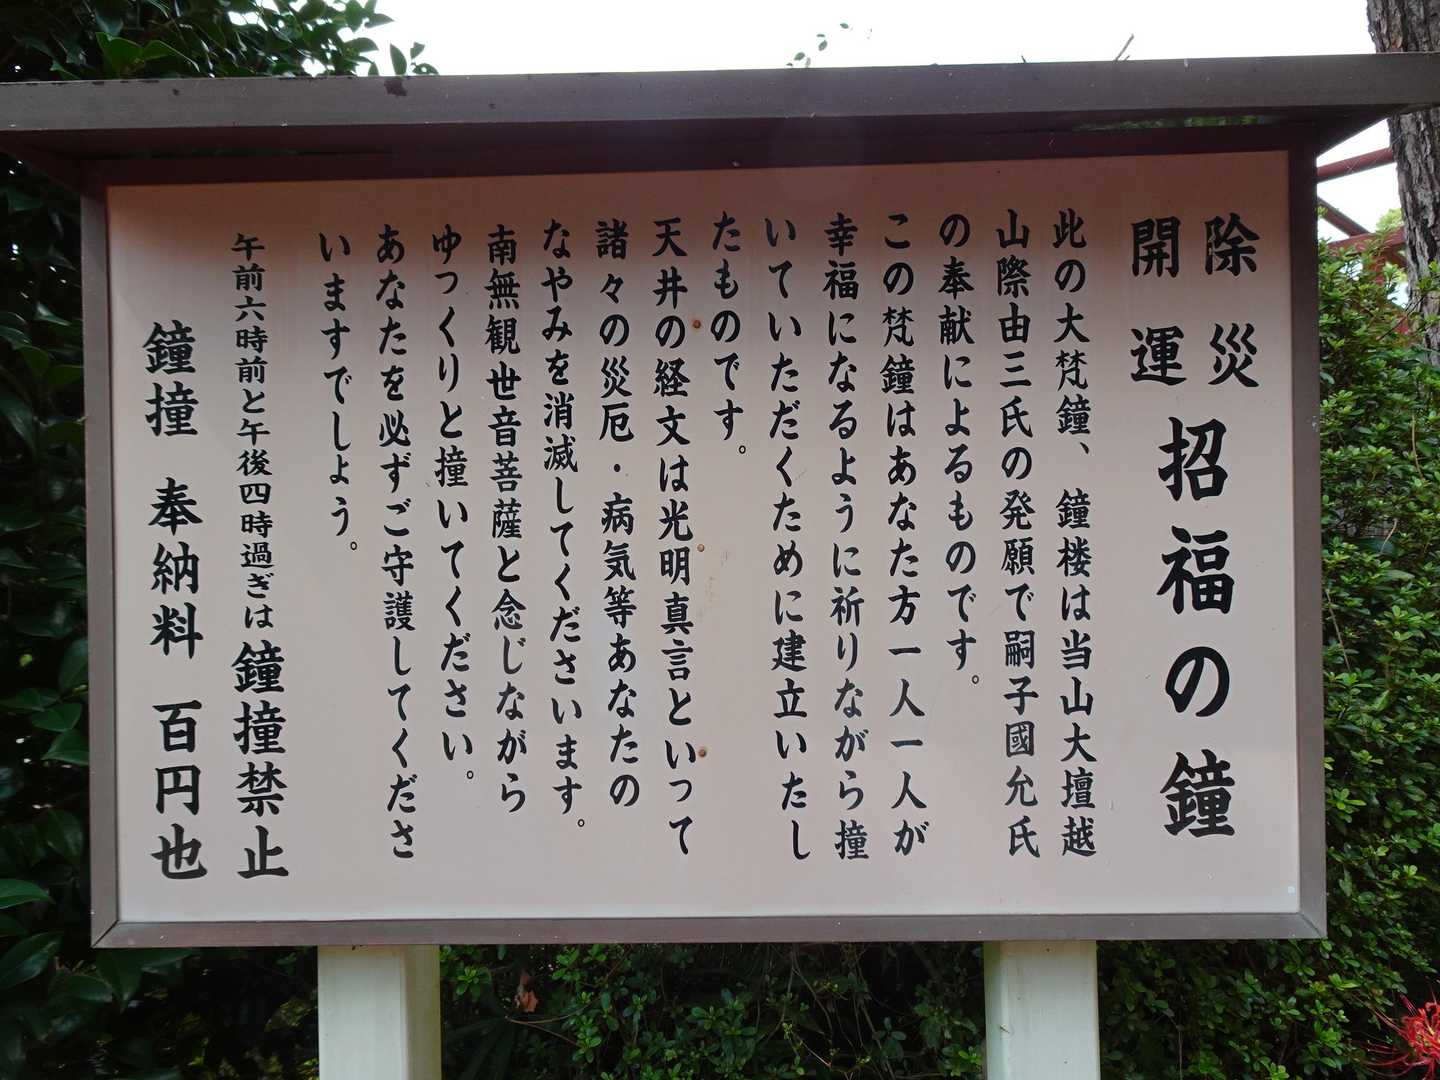 除災
開運
招福の鐘
此の大梵鐘、鐘楼は当山大壇越
山際由三氏の発願で嗣子國允氏
の奉献によるものです。
この梵鐘はあなた方一人一人が
幸福になるように祈りながら撞
いていただくために建立いたし
たものです。
天井の経文は光明真言といって
諸々の災厄・病気等あなたの
なやみを消滅してくださいます。
南無観世音菩薩と念じながら
ゆっくりと撞いてください。
あなたを必ずご守護してくださ
いますでしょう。
午前六時前と午後四時過ぎは鐘撞禁止
鐘撞 奉納料 百円也